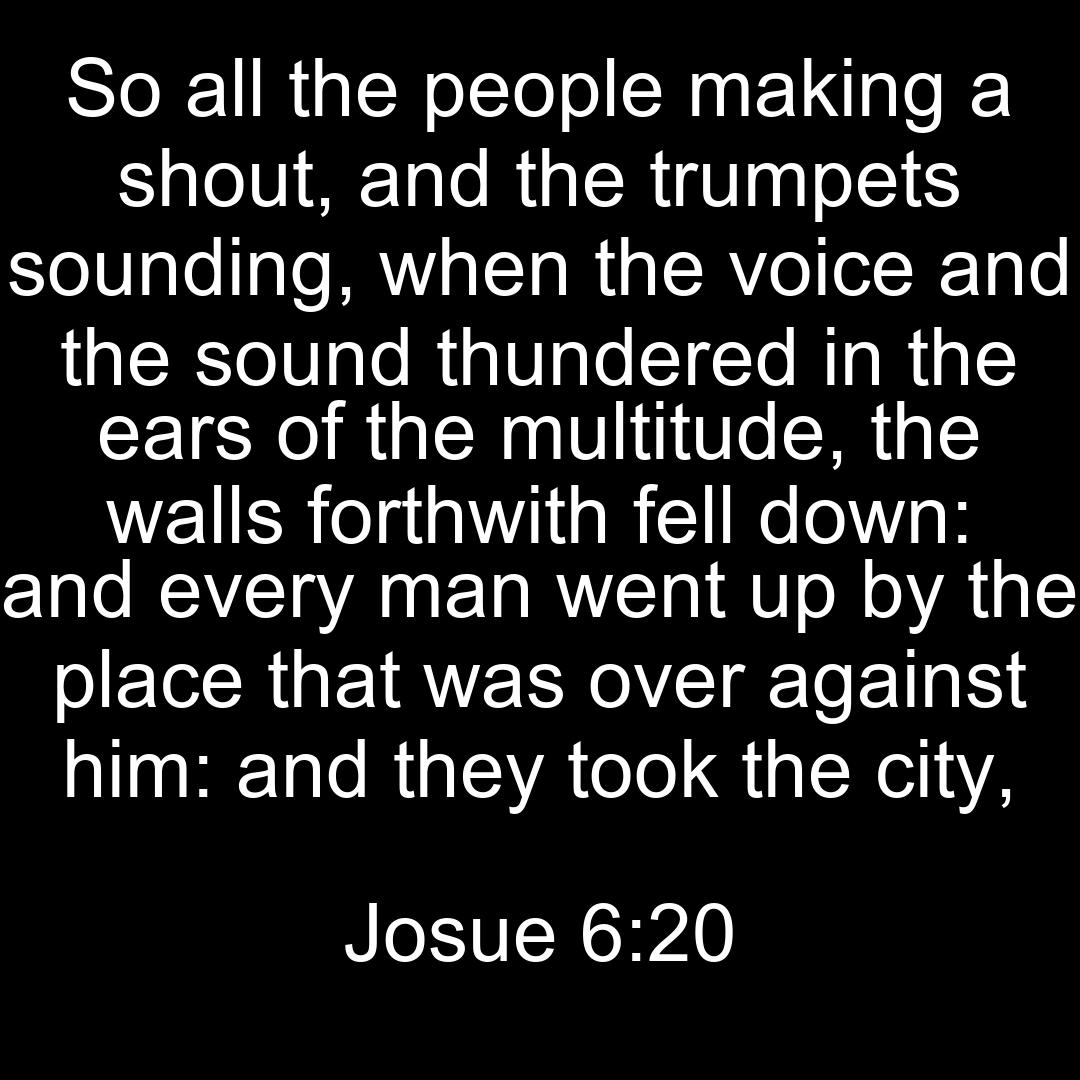 So all the people making a
shout, and the trumpets
sounding, when the voice and
the sound thundered in the
ears of the multitude, the
walls forthwith fell down:
and every man went up by the
place that was over against
him: and they took the city,
Josue 6:20